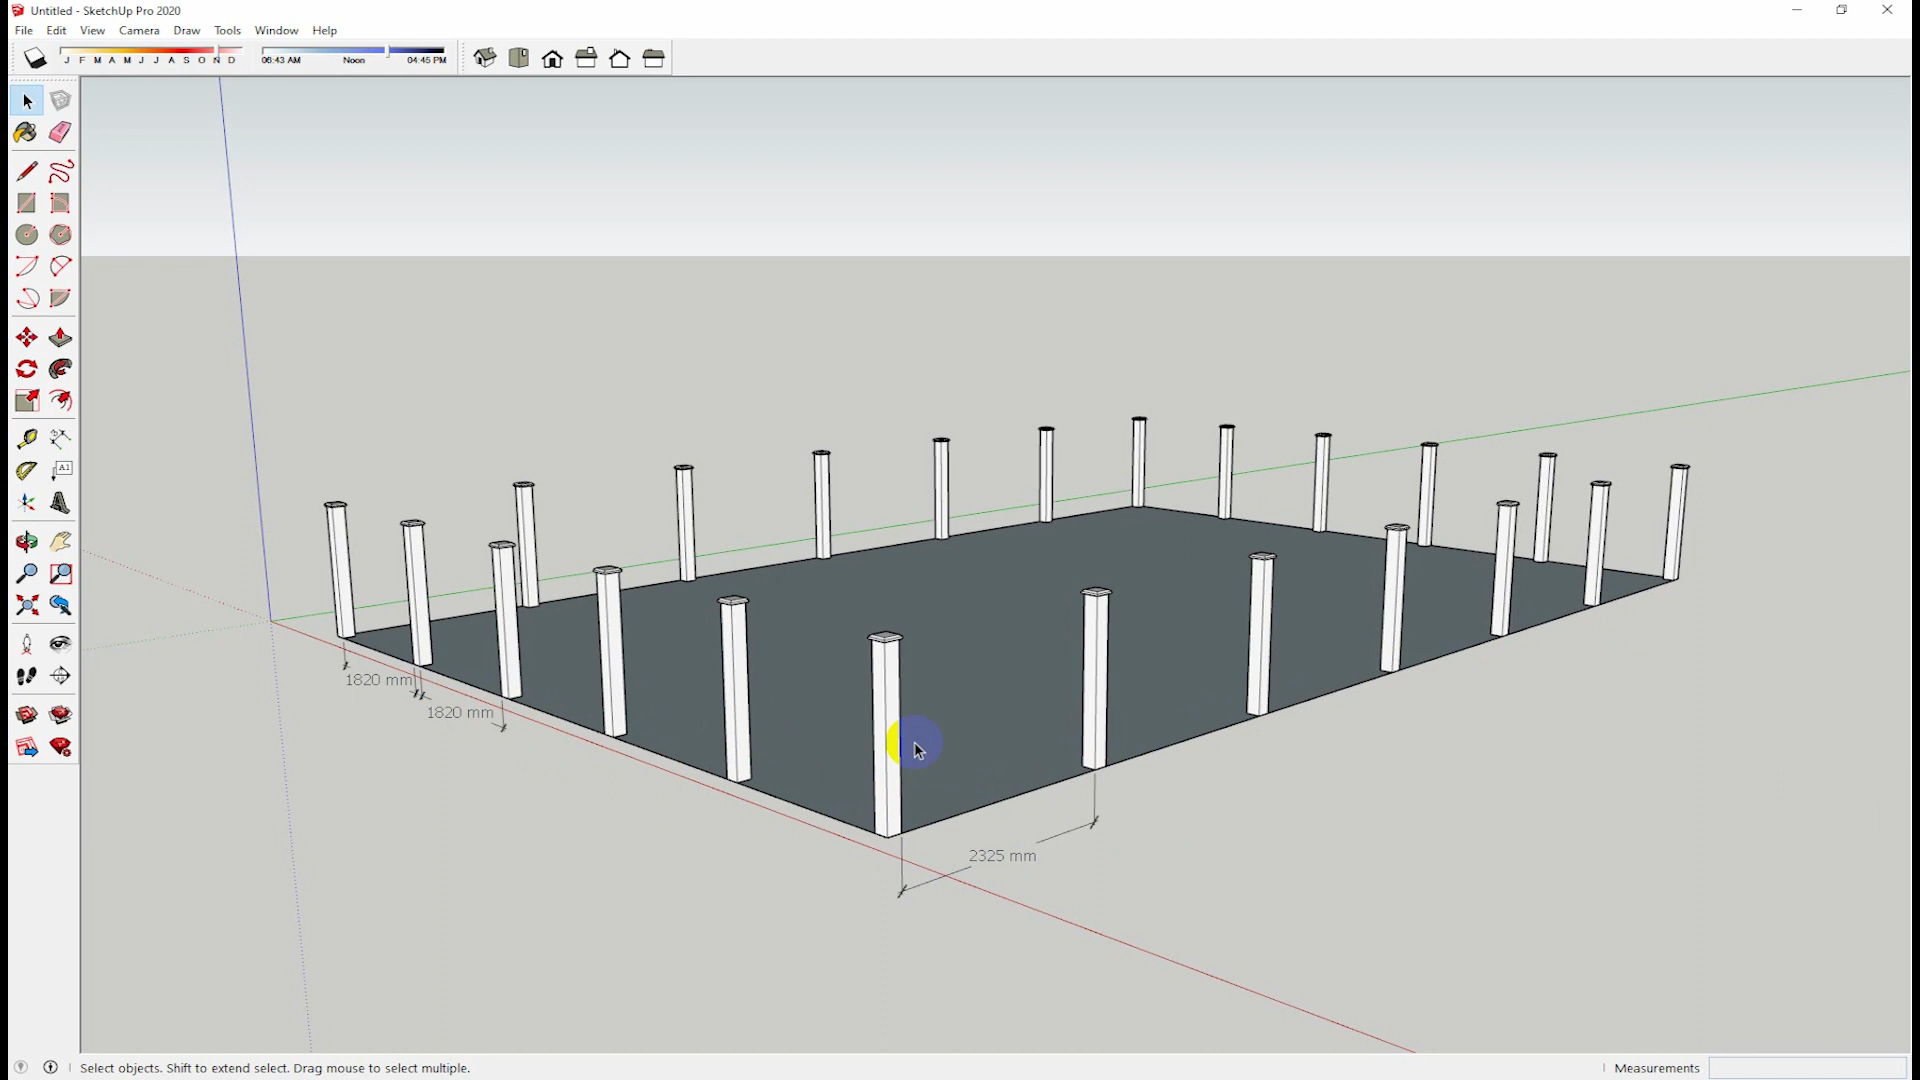 Untitled - SketchUp Pro 2020
File Edit View Camera Draw Tools Window Help
J F M A M J J A S O N D
06:43 AM Noon 04:45 PM
A1
1820 mm
1820 mm
2325 mm
Select objects. Shift to extend select. Drag mouse to select multiple.
Measurements